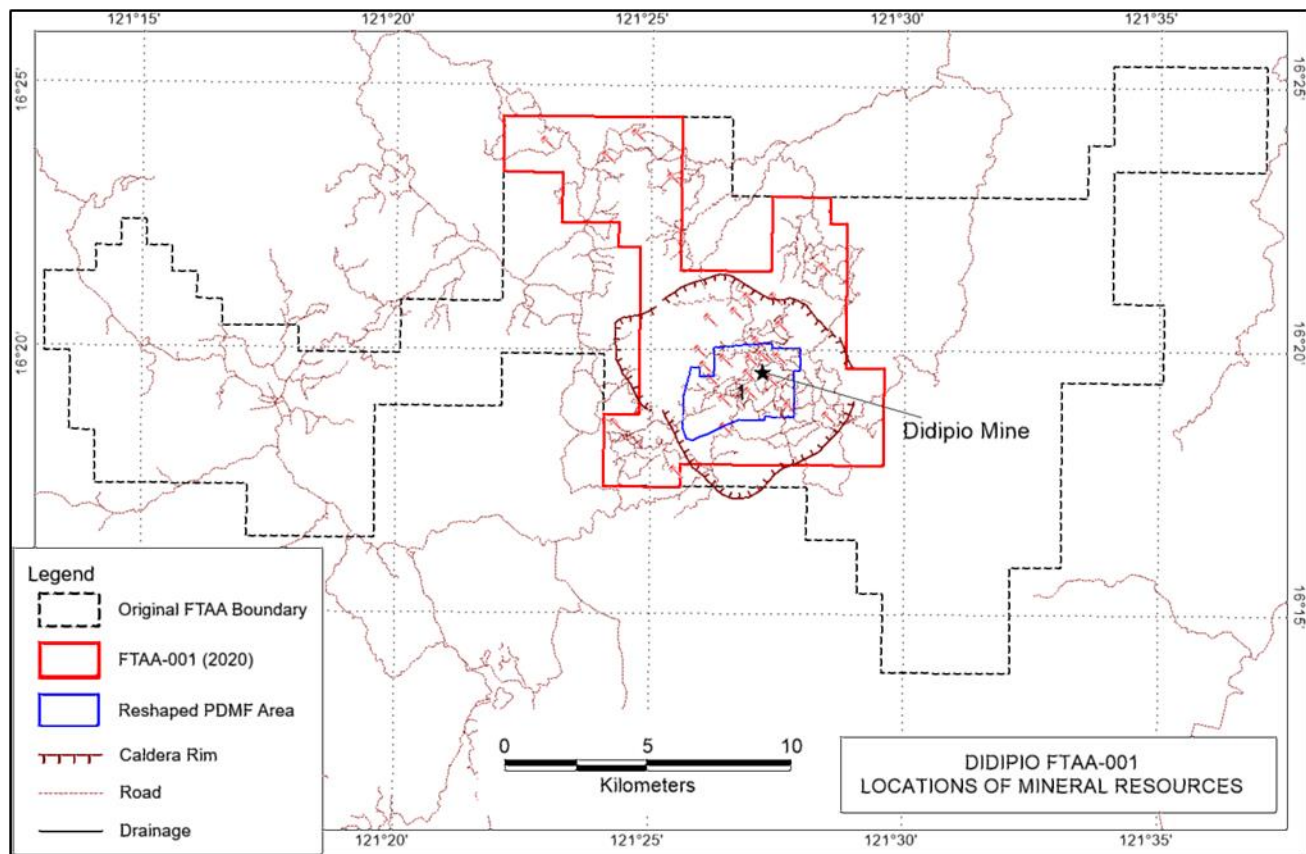 121°15'
121°20'
121°25'
121°30'
121°35'
16°25'
16°25'
16°20'
16°20'
16°15'
1
Didipio Mine
Legend
Original FTAA Boundary
FTAA-001 (2020)
Reshaped PDMF Area
Caldera Rim
Road
Drainage
0 5 10
Kilometers
DIDIPIO FTAA-001
LOCATIONS OF MINERAL RESOURCES
121°20'
121°25'
121°30'
121°35'